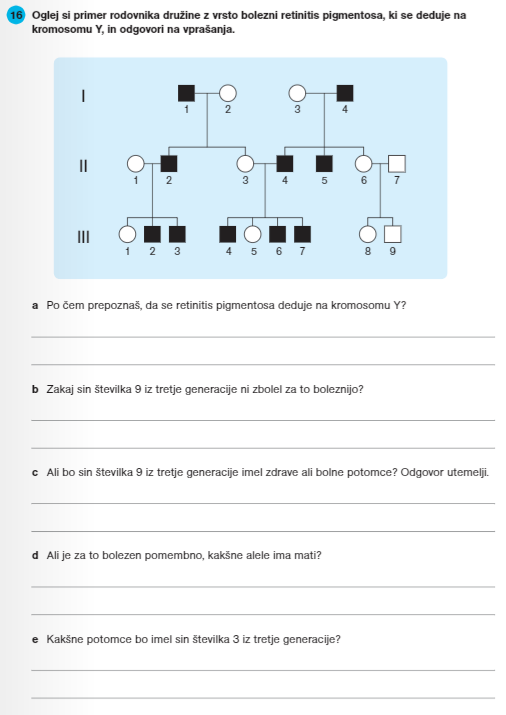 16 Oglej si primer rodovnika družine z vrsto bolezni retinitis pigmentosa, ki se deduje na
kromosomu Y, in odgovori na vprašanja.
I
1 2 3 4
II
1 2 3 4 5 6 7
III
1 2 3 4 5 6 7 8 9
a Po čem prepoznaš, da se retinitis pigmentosa deduje na kromosomu Y?
b Zakaj sin številka 9 iz tretje generacije ni zbolel za to boleznijo?
c Ali bo sin številka 9 iz tretje generacije imel zdrave ali bolne potomce? Odgovor utemelji.
d Ali je za to bolezen pomembno, kakšne alele ima mati?
e Kakšne potomce bo imel sin številka 3 iz tretje generacije?